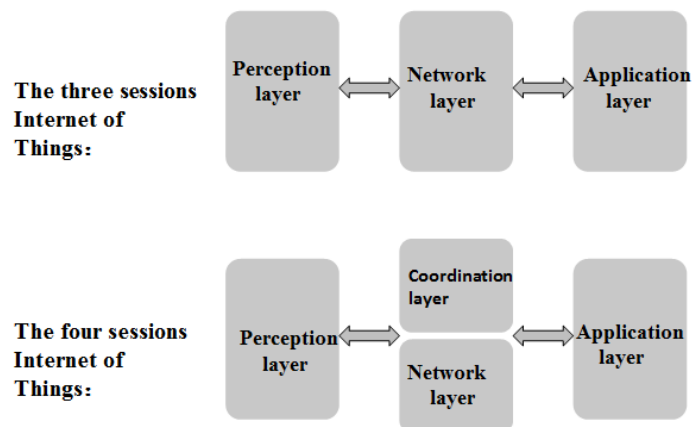 The three sessions
Internet of
Things：
Perception
layer
Network
layer
Application
layer
The four sessions
Internet of
Things：
Perception
layer
Coordination
layer
Network
layer
Application
layer